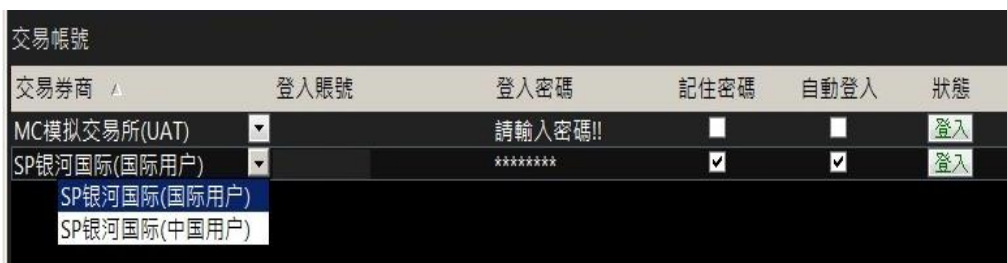 交易帳號
交易券商 登入賬號 登入密碼 記住密碼 自動登入 狀態
MC模拟交易所(UAT) 請輸入密碼!! 登入
SP银河国际(国际用户) ******** 登入
SP银河国际(国际用户)
SP银河国际(中国用户)